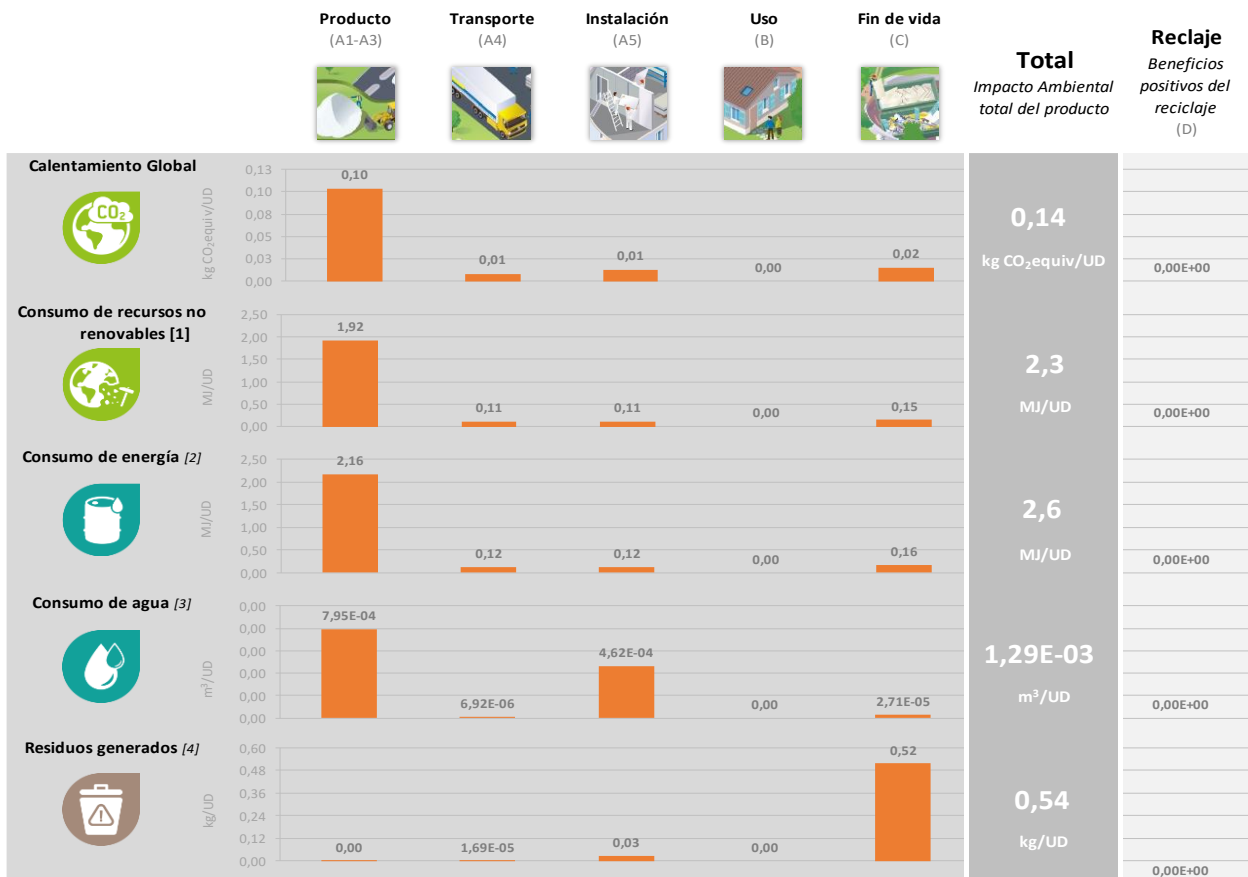 Producto
(A1-A3)
Transporte
(A4)
Instalación
(A5)
Uso
(B)
Fin de vida
(C)
Total
Impacto Ambiental
total del producto
Reclaje
Beneficios
positivos del
reciclaje
(D)
Calentamiento Global
CO₂
kg CO₂equiv/UD
0,13
0,10
0,08
0,05
0,03
0,00
0,10
0,01
0,01
0,00
0,02
0,14
kg CO₂equiv/UD
0,00E+00
Consumo de recursos no
renovables [1]
MJ/UD
2,50
2,00
1,50
1,00
0,50
0,00
1,92
0,11
0,11
0,00
0,15
2,3
MJ/UD
0,00E+00
Consumo de energía [2]
MJ/UD
2,50
2,00
1,50
1,00
0,50
0,00
2,16
0,12
0,12
0,00
0,16
2,6
MJ/UD
0,00E+00
Consumo de agua [3]
m³/UD
0,00
0,00
0,00
0,00
0,00
0,00
7,95E-04
6,92E-06
4,62E-04
0,00
2,71E-05
1,29E-03
m³/UD
0,00E+00
Residuos generados [4]
kg/UD
0,60
0,48
0,36
0,24
0,12
0,00
0,00
1,69E-05
0,03
0,00
0,52
0,54
kg/UD
0,00E+00